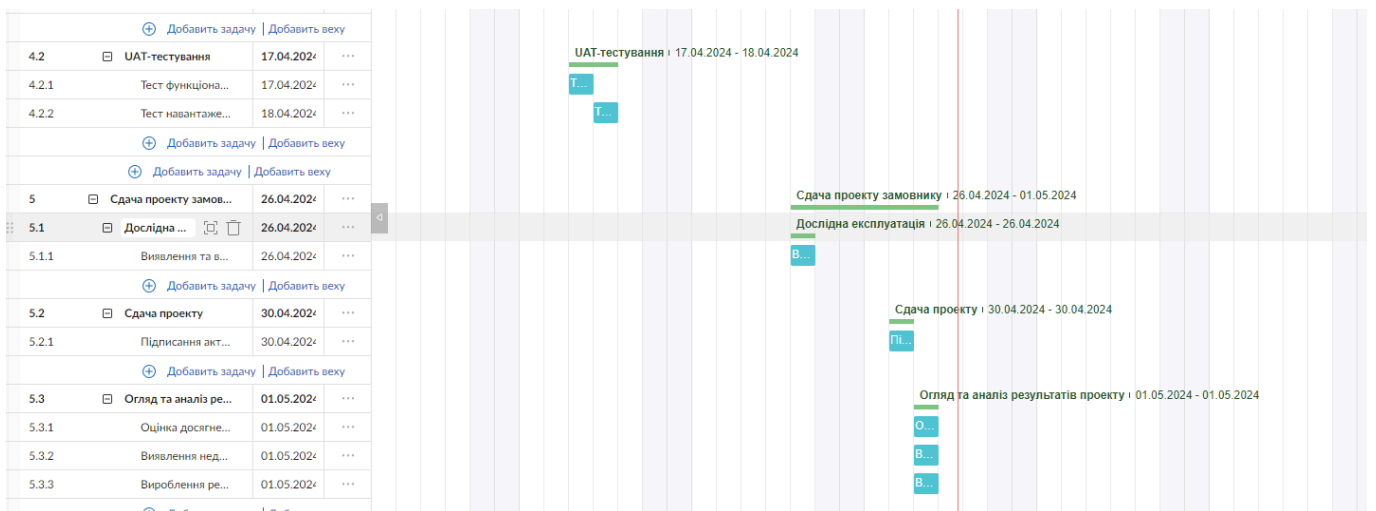 Добавить задачу | Добавить веху
4.2 UAT-тестування 17.04.2024 ...
UAT-тестування 17.04.2024 - 18.04.2024
4.2.1 Тест функціона... 17.04.2024 ...
Т...
4.2.2 Тест навантаже... 18.04.2024 ...
Т...
Добавить задачу | Добавить веху
Добавить задачу | Добавить веху
5 Сдача проекту замов... 26.04.2024 ...
Сдача проекту замовнику 26.04.2024 - 01.05.2024
5.1 Дослідна ... 26.04.2024 ...
Дослідна експлуатація 26.04.2024 - 26.04.2024
5.1.1 Виявлення та в... 26.04.2024 ...
В...
Добавить задачу | Добавить веху
5.2 Сдача проекту 30.04.2024 ...
Сдача проекту 30.04.2024 - 30.04.2024
5.2.1 Підписання акт... 30.04.2024 ...
Пі...
Добавить задачу | Добавить веху
5.3 Огляд та аналіз ре... 01.05.2024 ...
Огляд та аналіз результатів проекту 01.05.2024 - 01.05.2024
5.3.1 Оцінка досягне... 01.05.2024 ...
О...
5.3.2 Виявлення нед... 01.05.2024 ...
В...
5.3.3 Вироблення ре... 01.05.2024 ...
В...